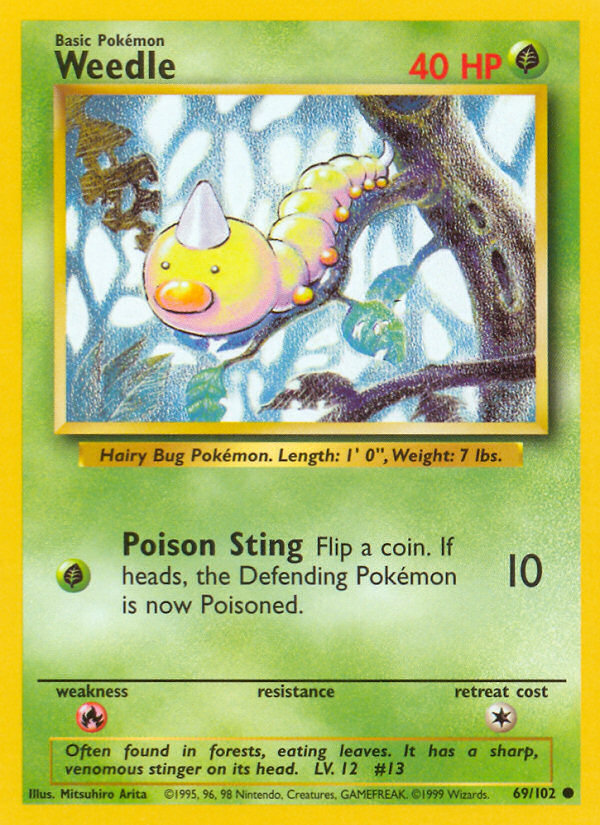 Basic Pokémon
Weedle
40 HP
Hairy Bug Pokémon. Length: 1' 0", Weight: 7 lbs.
Poison Sting Flip a coin. If
heads, the Defending Pokémon
is now Poisoned.
10
weakness resistance retreat cost
Often found in forests, eating leaves. It has a sharp,
venomous stinger on its head. LV. 12 #13
Illus. Mitsuhiro Arita ©1995, 96, 98 Nintendo, Creatures, GAMEFREAK. ©1999 Wizards. 69/102